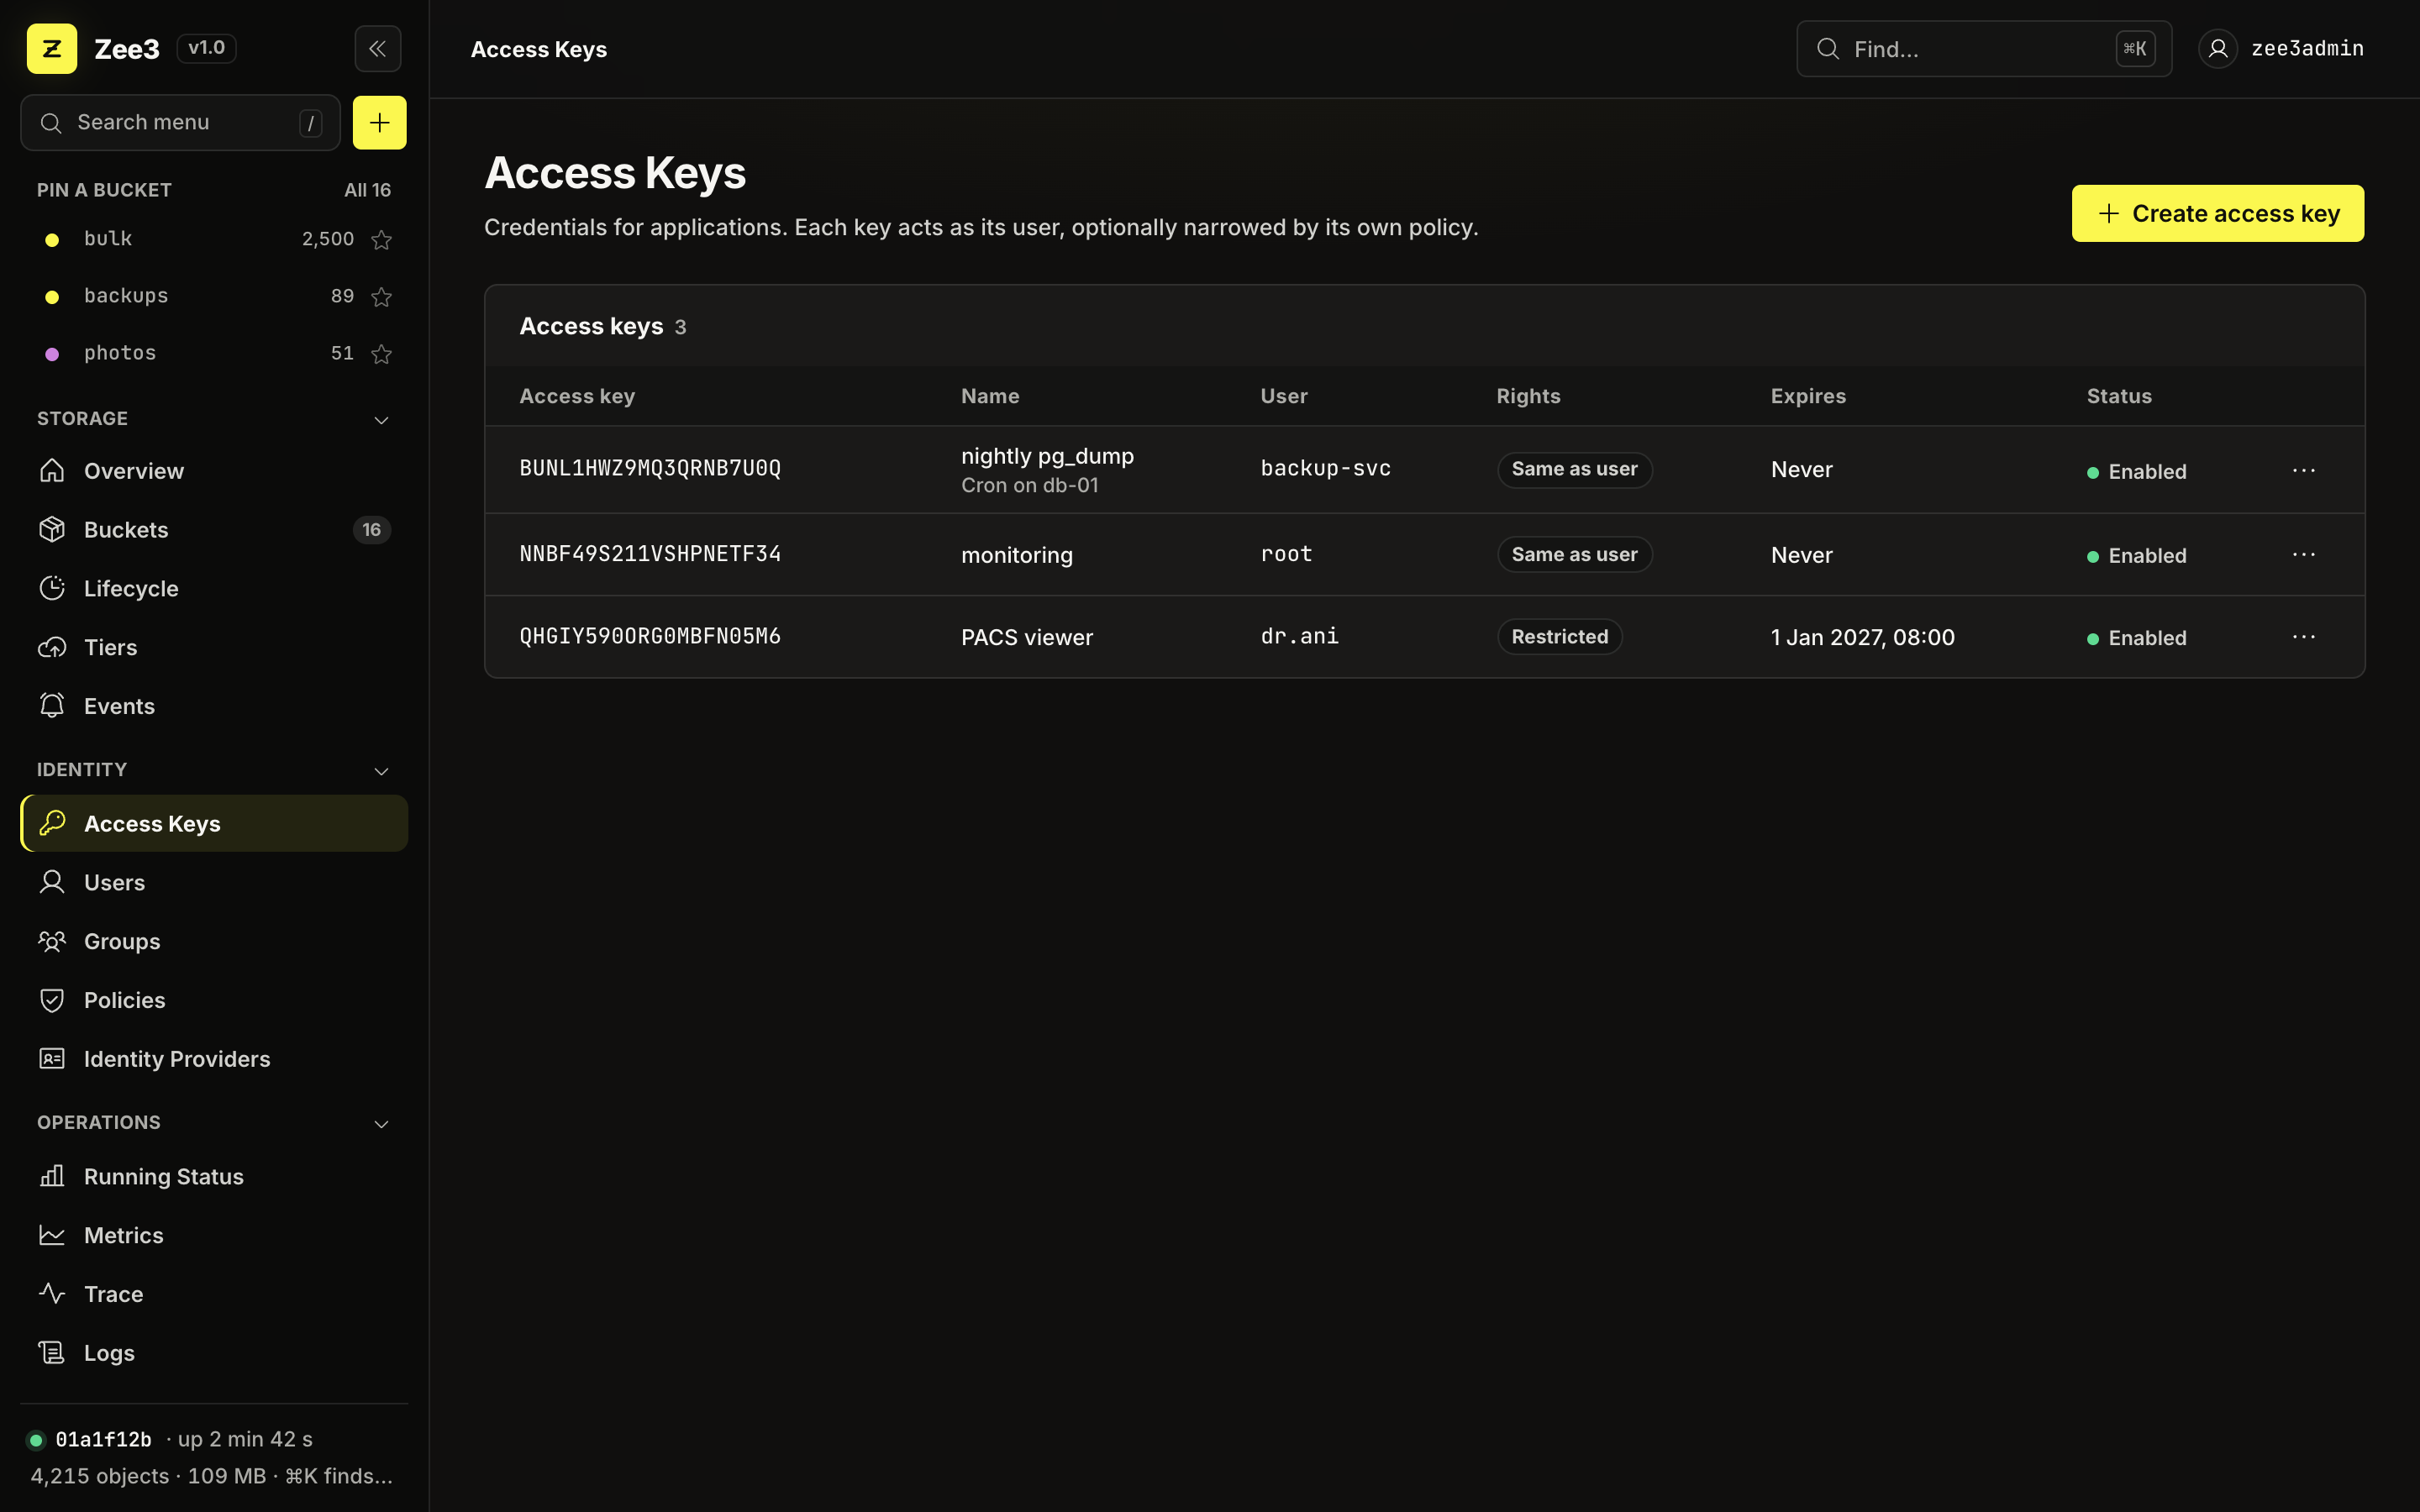 Zee3 v1.0
Search menu /
PIN A BUCKET All 16
bulk 2,500
backups 89
photos 51
STORAGE
Overview
Buckets 16
Lifecycle
Tiers
Events
IDENTITY
Access Keys
Users
Groups
Policies
Identity Providers
OPERATIONS
Running Status
Metrics
Trace
Logs
01a1f12b · up 2 min 42 s
4,215 objects · 109 MB · ⌘K finds...
Access Keys
Find... ⌘K
zee3admin
Access Keys
Credentials for applications. Each key acts as its user, optionally narrowed by its own policy.
+ Create access key
Access keys 3
Access key Name User Rights Expires Status
BUNL1HWZ9MQ3QRNB7U0Q nightly pg_dump backup-svc Same as user Never Enabled
Cron on db-01
NNBF49S211VSHPNETF34 monitoring root Same as user Never Enabled
QHGIY590ORG0MBFN05M6 PACS viewer dr.ani Restricted 1 Jan 2027, 08:00 Enabled